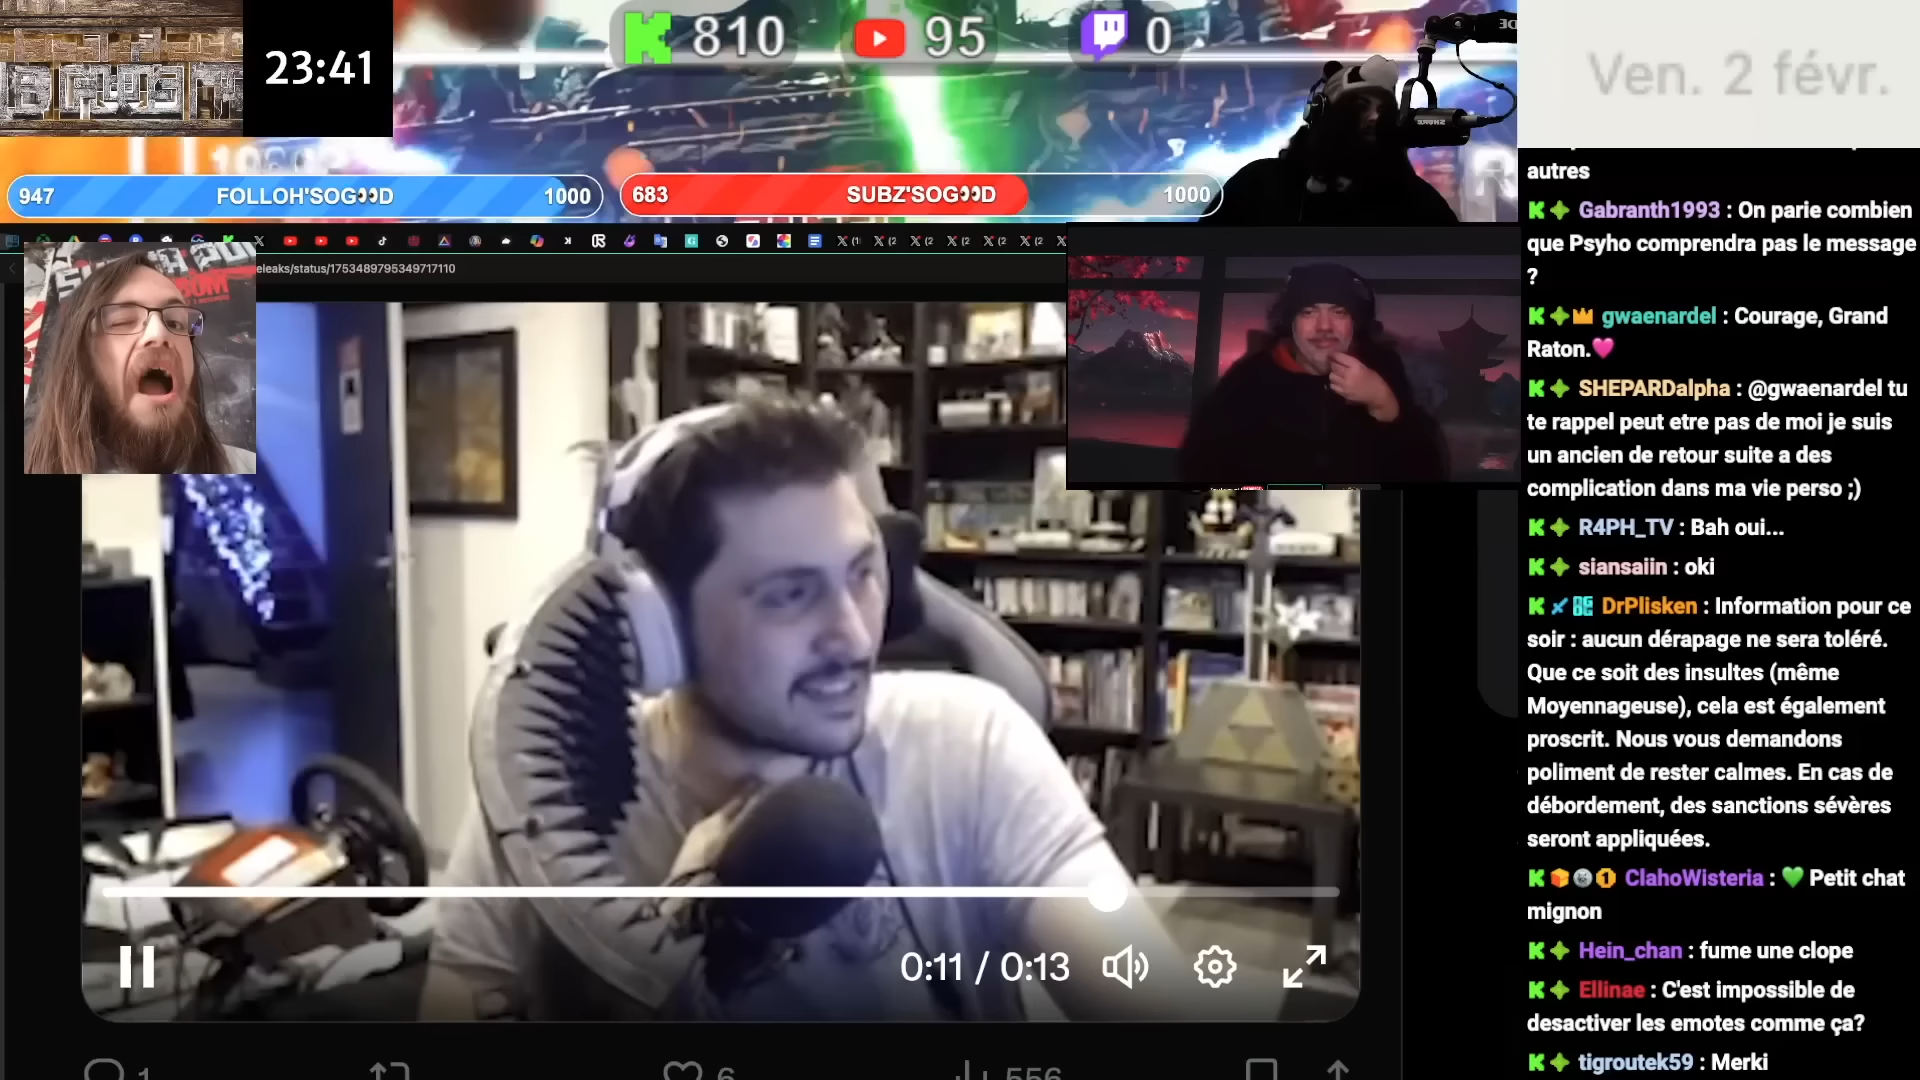 23:41
810
95
0
Ven. 2 févr.
947 FOLLOH'SOG👀D 1000
683 SUBZ'SOG👀D 1000
eleaks/status/1753489795349717110
autres
Gabranth1993 : On parie combien
que Psyho comprendra pas le message
?
gwaenardel : Courage, Grand
Raton.
SHEPARDalpha : @gwaenardel tu
te rappel peut etre pas de moi je suis
un ancien de retour suite a des
complication dans ma vie perso ;)
R4PH_TV : Bah oui...
siansaiin : oki
DrPlisken : Information pour ce
soir : aucun dérapage ne sera toléré.
Que ce soit des insultes (même
Moyennageuse), cela est également
proscrit. Nous vous demandons
poliment de rester calmes. En cas de
débordement, des sanctions sévères
seront appliquées.
ClahoWisteria : 💚 Petit chat
mignon
Hein_chan : fume une clope
Ellinae : C'est impossible de
desactiver les emotes comme ça?
tigroutek59 : Merki
0:11 / 0:13
1
6
556